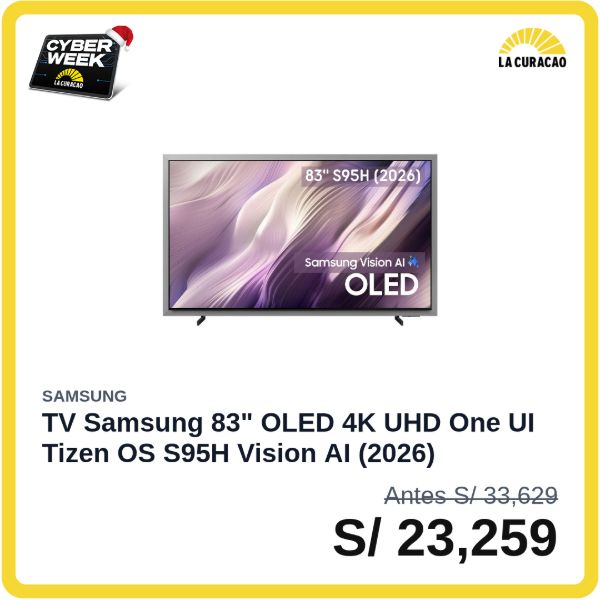 CYBER
WEEK
LA CURACAO
LA CURACAO
83" S95H (2026)
Samsung Vision AI
OLED
SAMSUNG
TV Samsung 83" OLED 4K UHD One UI
Tizen OS S95H Vision AI (2026)
Antes S/ 33,629
S/ 23,259